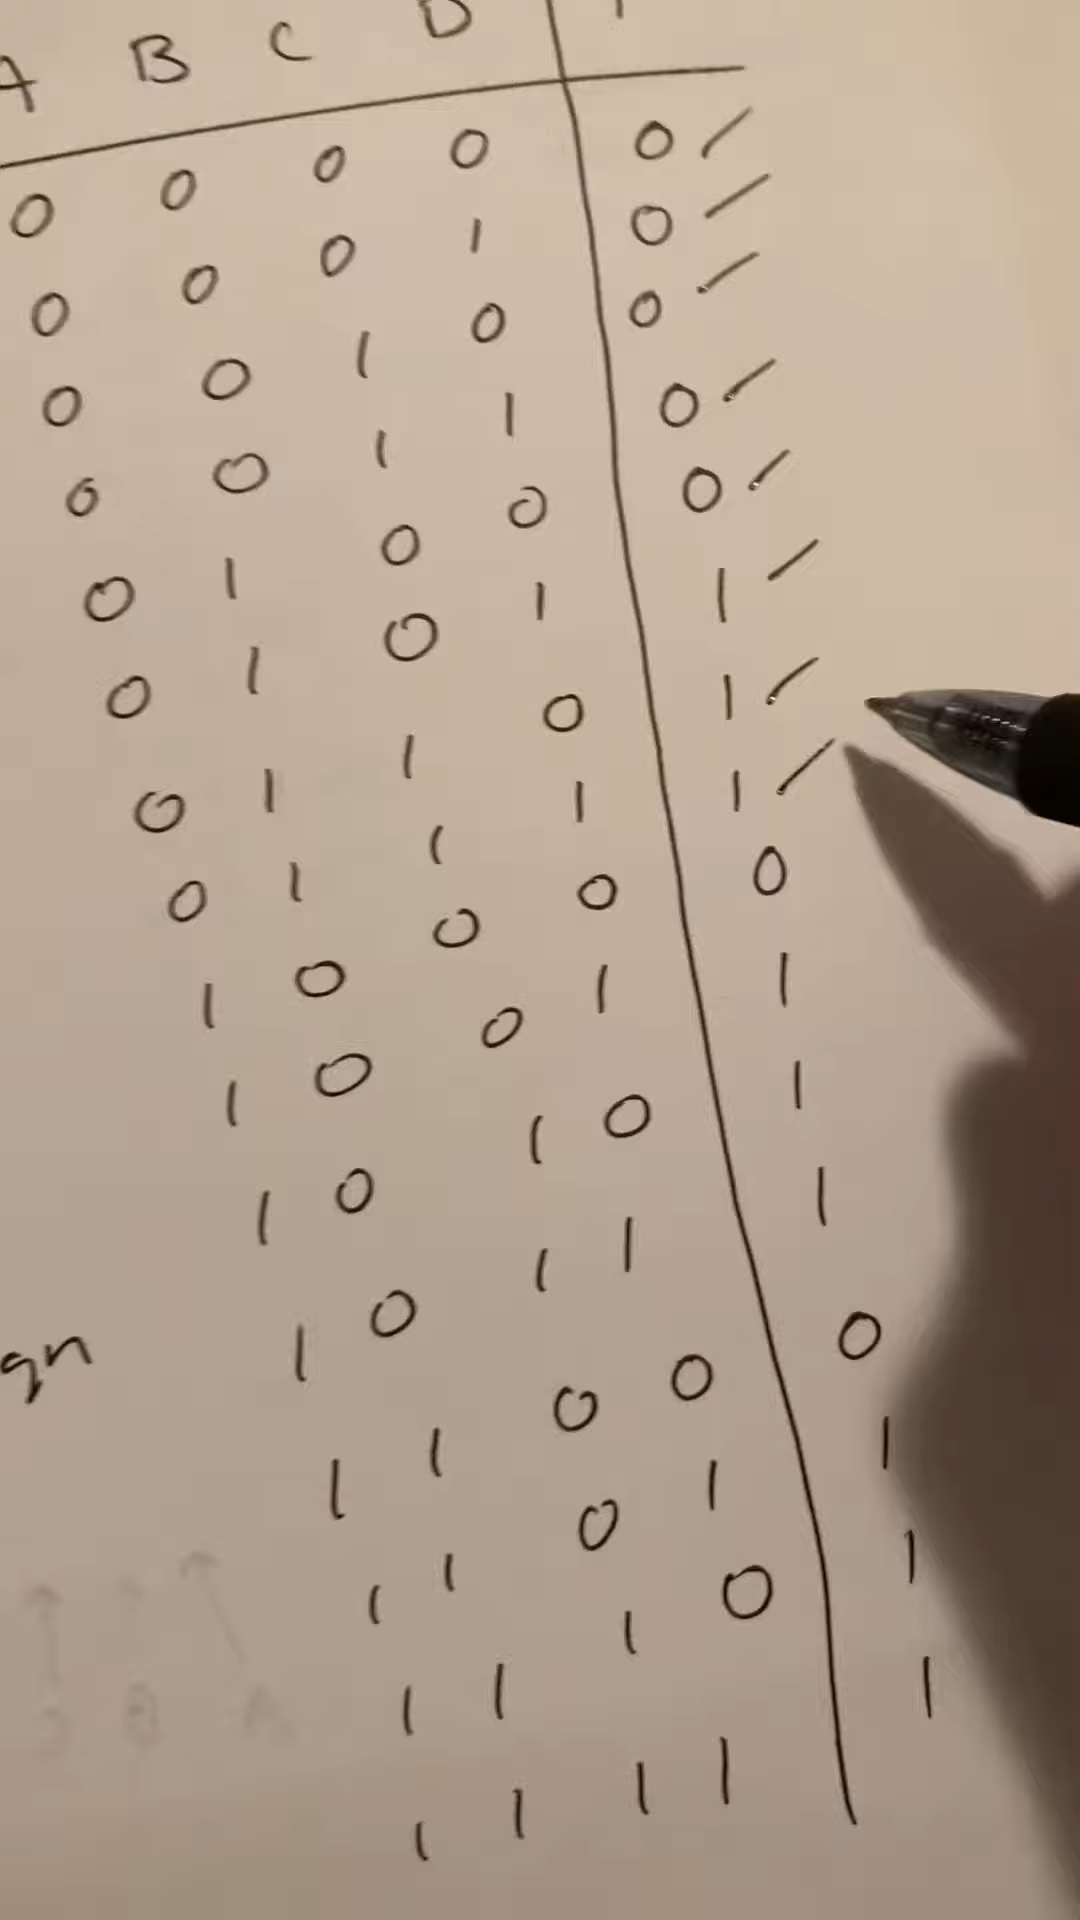 A B C D
0 0 0 0 0
0 0 0 1 0
0 0 1 0 0
0 0 1 1 0
0 1 0 0 0
0 1 0 1 1
0 1 1 0 1
0 1 1 1 1
1 0 0 0 0
1 0 0 1 1
1 0 1 0 1
1 0 1 1 1
1 1 0 0 0
1 1 0 1 1
1 1 1 0 1
1 1 1 1 1
gn
A B C